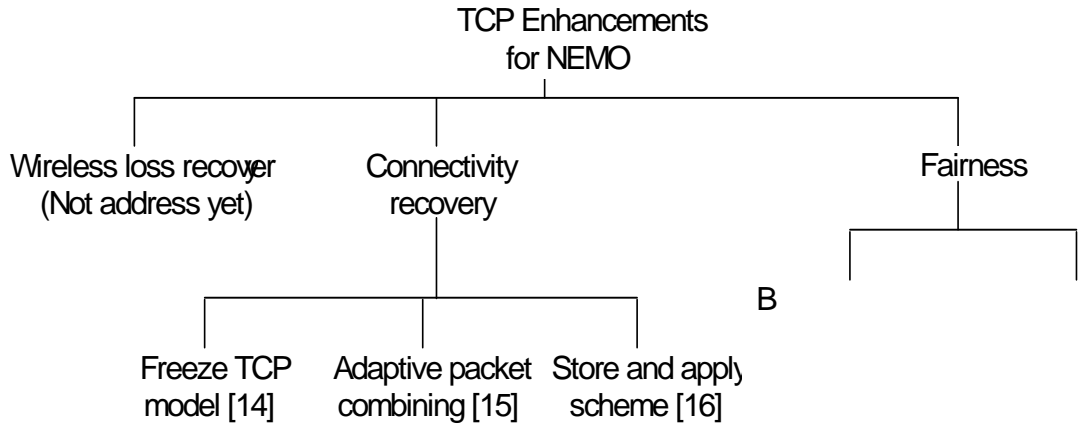 TCP Enhancements
for NEMO
Wireless loss recover
(Not address yet)
Connectivity
recovery
Fairness
B
Freeze TCP
model [14]
Adaptive packet
combining [15]
Store and apply
scheme [16]